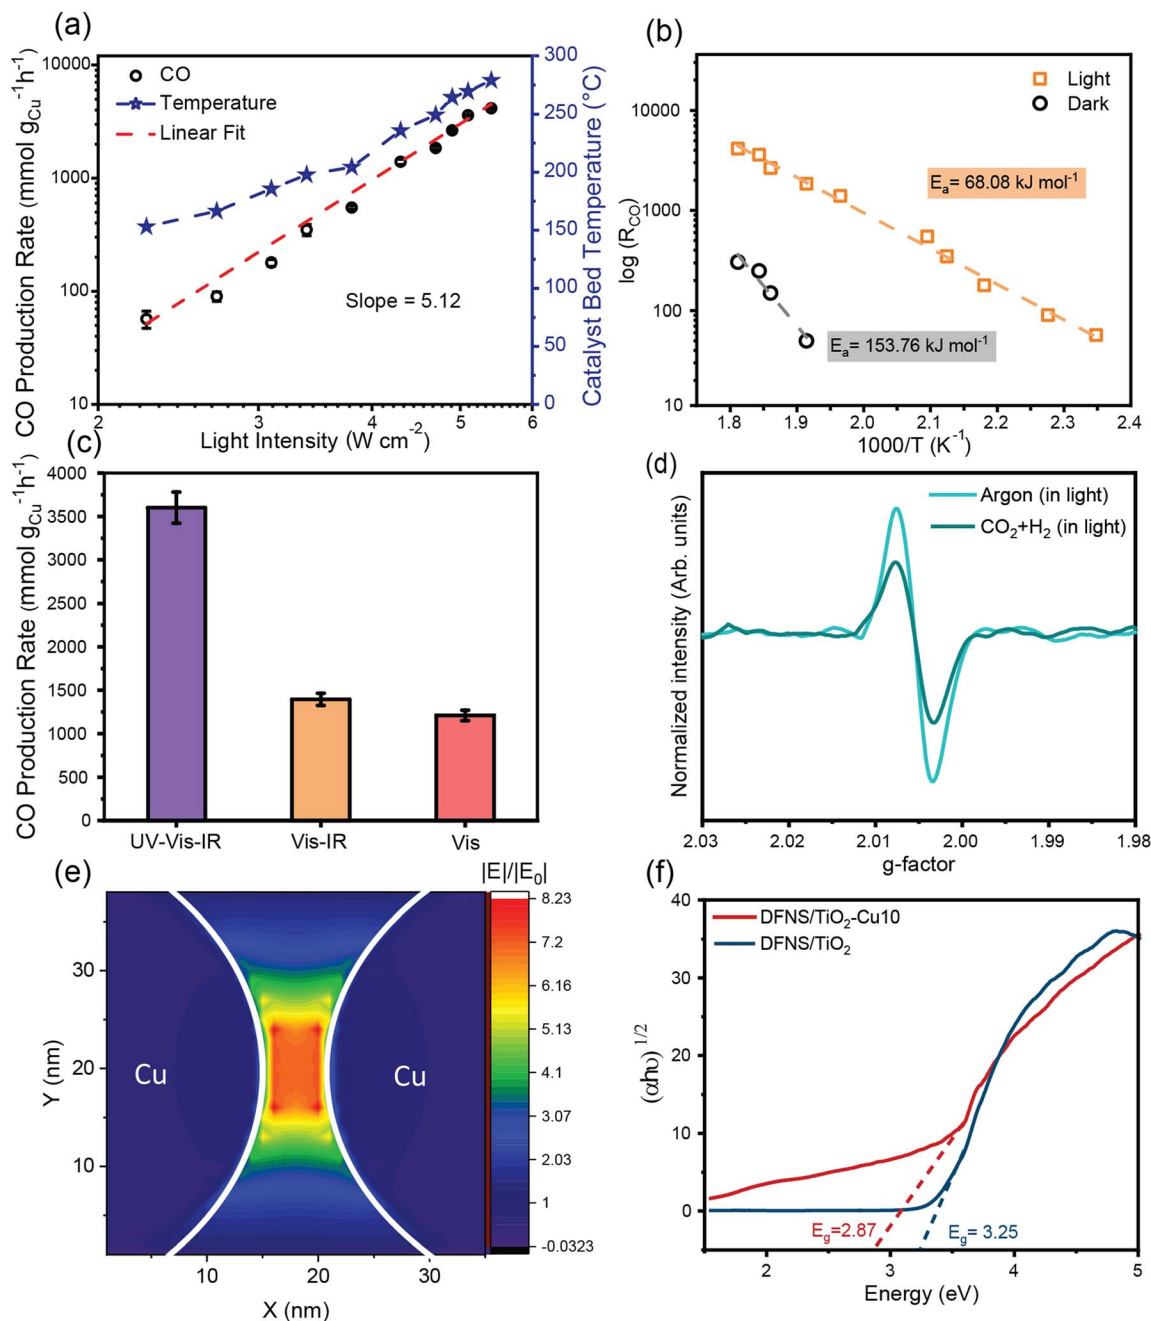 (a)
CO Production Rate (mmol g_Cu⁻¹h⁻¹)
10000
1000
100
10
CO
Temperature
Linear Fit
Slope = 5.12
300
250
200
150
100
50
0
Catalyst Bed Temperature (°C)
2
3
4
5
6
Light Intensity (W cm⁻²)
(b)
log (R_CO)
10000
1000
100
10
Light
Dark
E_a= 68.08 kJ mol⁻¹
E_a= 153.76 kJ mol⁻¹
1.8
1.9
2.0
2.1
2.2
2.3
2.4
1000/T (K⁻¹)
(c)
CO Production Rate (mmol g_Cu⁻¹h⁻¹)
4000
3500
3000
2500
2000
1500
1000
500
0
UV-Vis-IR
Vis-IR
Vis
(d)
Normalized intensity (Arb. units)
Argon (in light)
CO₂+H₂ (in light)
2.03
2.02
2.01
2.00
1.99
1.98
g-factor
(e)
|E|/|E₀|
8.23
7.2
6.16
5.13
4.1
3.07
2.03
1
-0.0323
Y (nm)
30
20
10
Cu
Cu
10
20
30
X (nm)
(f)
(αhυ) ¹/²
40
30
20
10
0
DFNS/TiO₂-Cu10
DFNS/TiO₂
E_g=2.87
E_g= 3.25
2
3
4
5
Energy (eV)